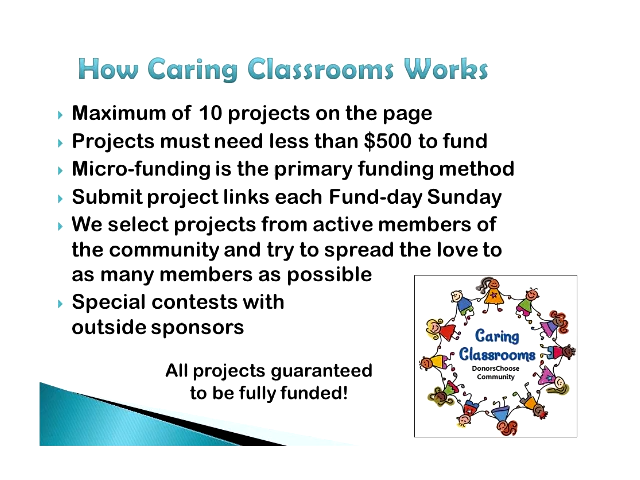 How Caring Classrooms Works
Maximum of 10 projects on the page
Projects must need less than $500 to fund
Micro-funding is the primary funding method
Submit project links each Fund-day Sunday
We select projects from active members of
the community and try to spread the love to
as many members as possible
Special contests with
outside sponsors
All projects guaranteed
to be fully funded!
Caring
Classrooms
DonorsChoose
Community